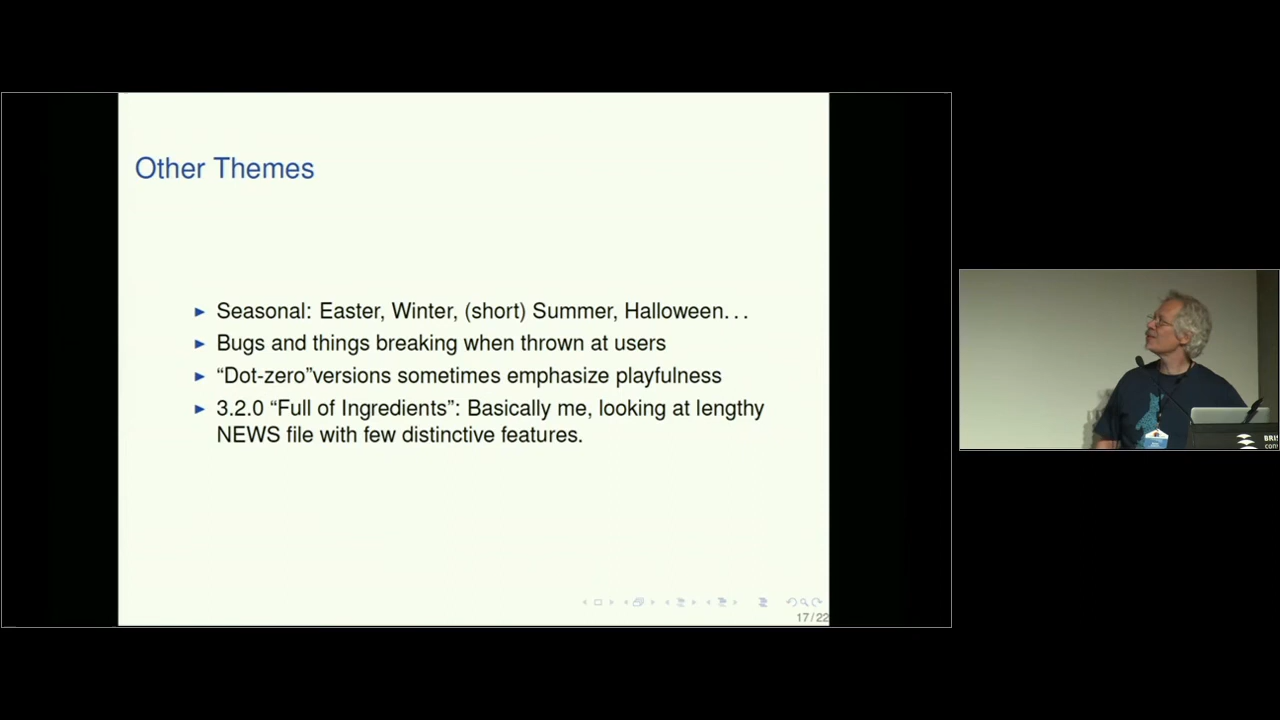 Other Themes
► Seasonal: Easter, Winter, (short) Summer, Halloween...
► Bugs and things breaking when thrown at users
► “Dot-zero”versions sometimes emphasize playfulness
► 3.2.0 “Full of Ingredients”: Basically me, looking at lengthy
NEWS file with few distinctive features.
17/22